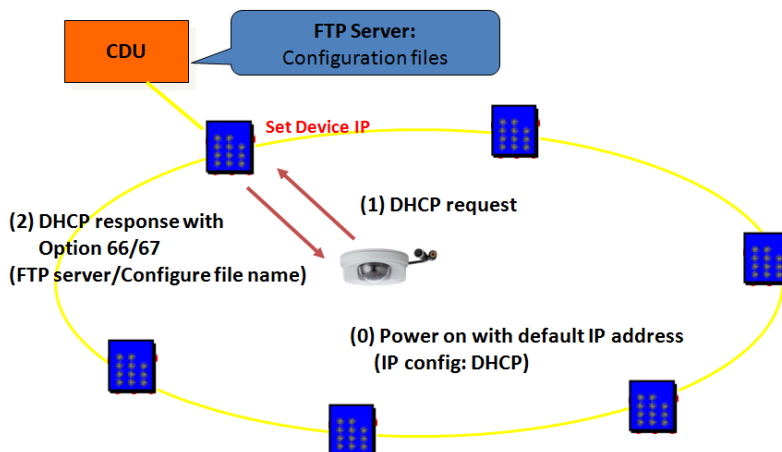 CDU
FTP Server:
Configuration files
Set Device IP
(1) DHCP request
(2) DHCP response with
Option 66/67
(FTP server/Configure file name)
(0) Power on with default IP address
(IP config: DHCP)